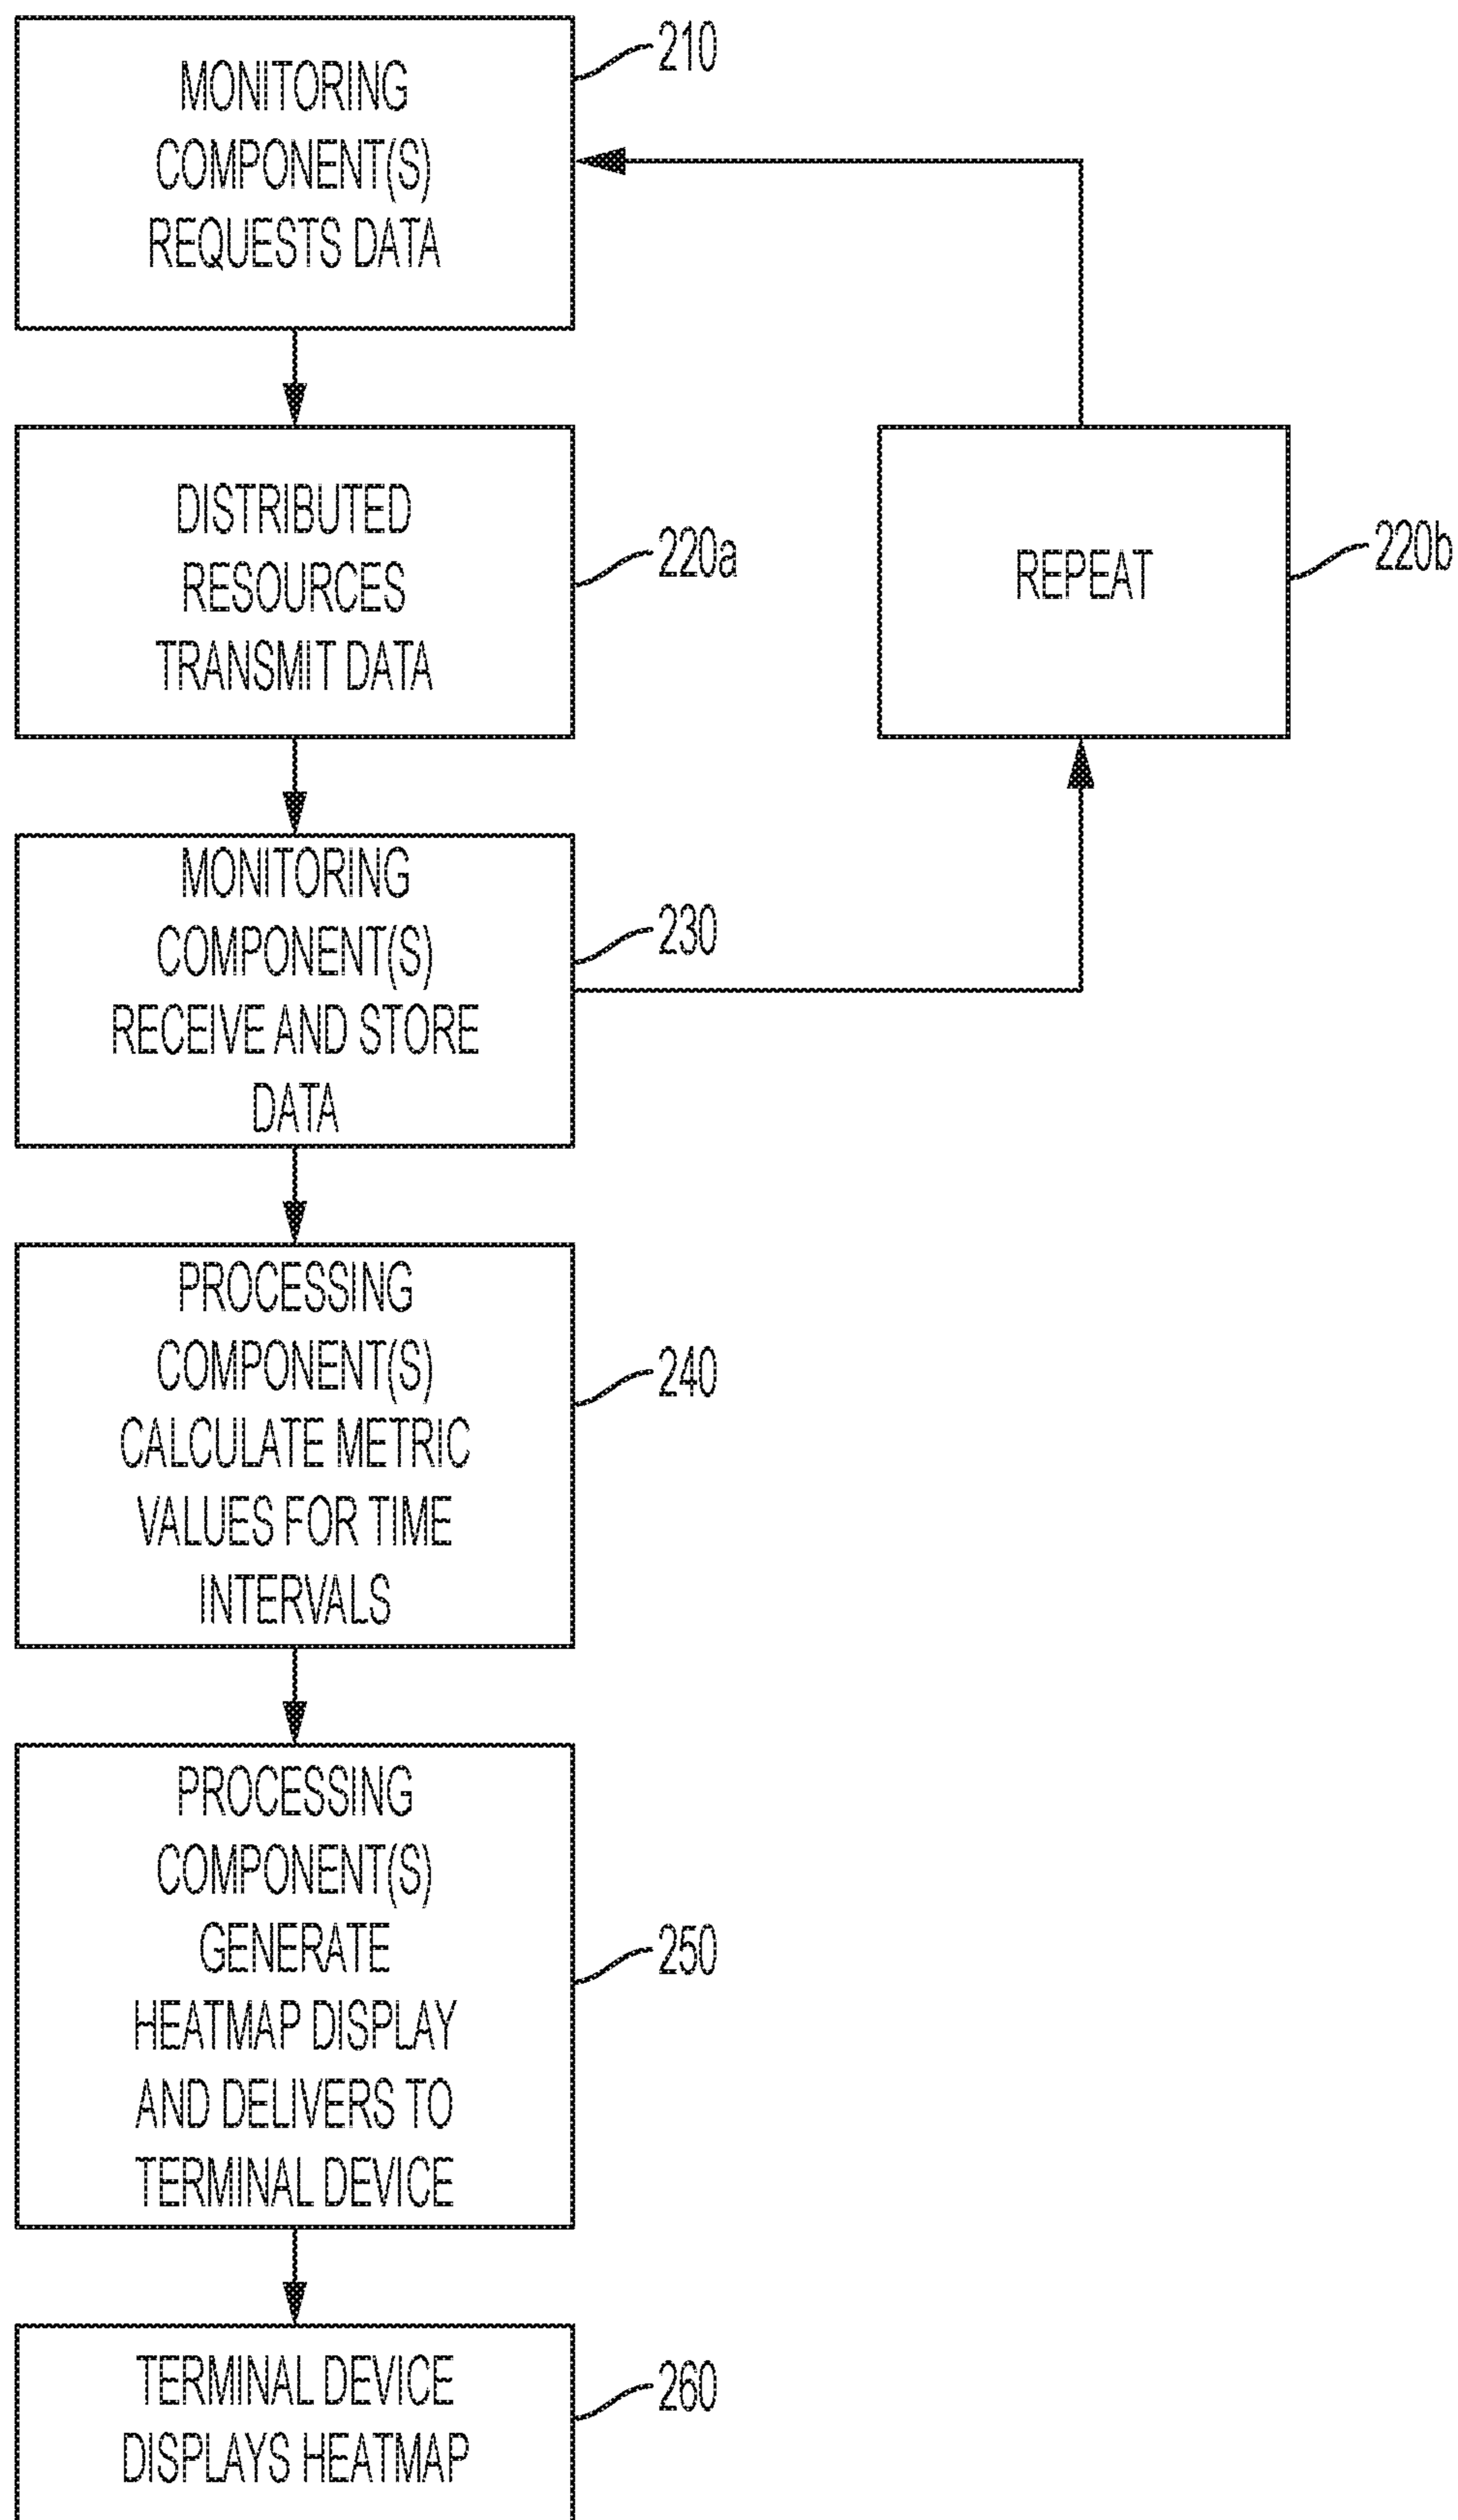 MONITORING
COMPONENT(S)
REQUESTS DATA
210
DISTRIBUTED
RESOURCES
TRANSMIT DATA
220a
REPEAT
220b
MONITORING
COMPONENT(S)
RECEIVE AND STORE
DATA
230
PROCESSING
COMPONENT(S)
CALCULATE METRIC
VALUES FOR TIME
INTERVALS
240
PROCESSING
COMPONENT(S)
GENERATE
HEATMAP DISPLAY
AND DELIVERS TO
TERMINAL DEVICE
250
TERMINAL DEVICE
DISPLAYS HEATMAP
260